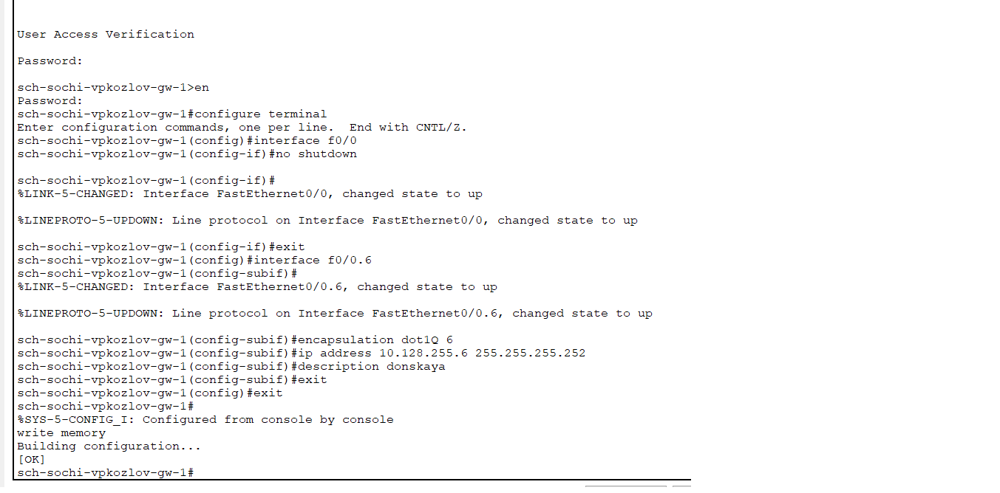 User Access Verification
Password:
sch-sochi-vpkozlov-gw-1>en
Password:
sch-sochi-vpkozlov-gw-1#configure terminal
Enter configuration commands, one per line.  End with CNTL/Z.
sch-sochi-vpkozlov-gw-1(config)#interface f0/0
sch-sochi-vpkozlov-gw-1(config-if)#no shutdown
sch-sochi-vpkozlov-gw-1(config-if)#
%LINK-5-CHANGED: Interface FastEthernet0/0, changed state to up
%LINEPROTO-5-UPDOWN: Line protocol on Interface FastEthernet0/0, changed state to up
sch-sochi-vpkozlov-gw-1(config-if)#exit
sch-sochi-vpkozlov-gw-1(config)#interface f0/0.6
sch-sochi-vpkozlov-gw-1(config-subif)#
%LINK-5-CHANGED: Interface FastEthernet0/0.6, changed state to up
%LINEPROTO-5-UPDOWN: Line protocol on Interface FastEthernet0/0.6, changed state to up
sch-sochi-vpkozlov-gw-1(config-subif)#encapsulation dot1Q 6
sch-sochi-vpkozlov-gw-1(config-subif)#ip address 10.128.255.6 255.255.255.252
sch-sochi-vpkozlov-gw-1(config-subif)#description donskaya
sch-sochi-vpkozlov-gw-1(config-subif)#exit
sch-sochi-vpkozlov-gw-1(config)#exit
sch-sochi-vpkozlov-gw-1#
%SYS-5-CONFIG_I: Configured from console by console
write memory
Building configuration...
[OK]
sch-sochi-vpkozlov-gw-1#